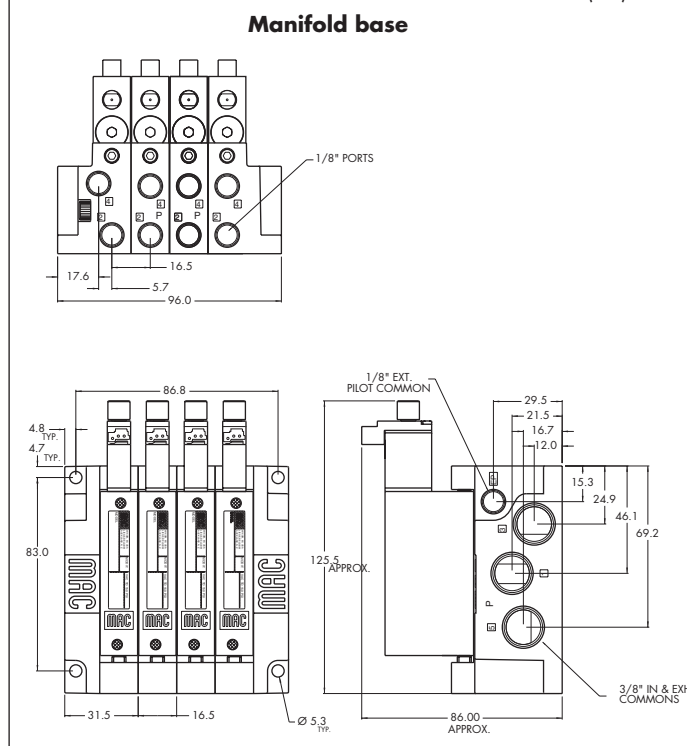 Manifold base
1/8" PORTS
4
4
4
4
2
2
P
2
P
2
16.5
17.6
5.7
96.0
86.8
4.8
TYP.
4.7
TYP.
83.0
MAC
MAC
MAC
MAC
MAC
MAC
31.5
16.5
Ø 5.3
TYP.
1/8" EXT.
PILOT COMMON
29.5
21.5
16.7
12.0
15.3
24.9
46.1
69.2
3
1
P
5
125.5
APPROX.
3/8" IN & EXH
COMMONS
86.00
APPROX.